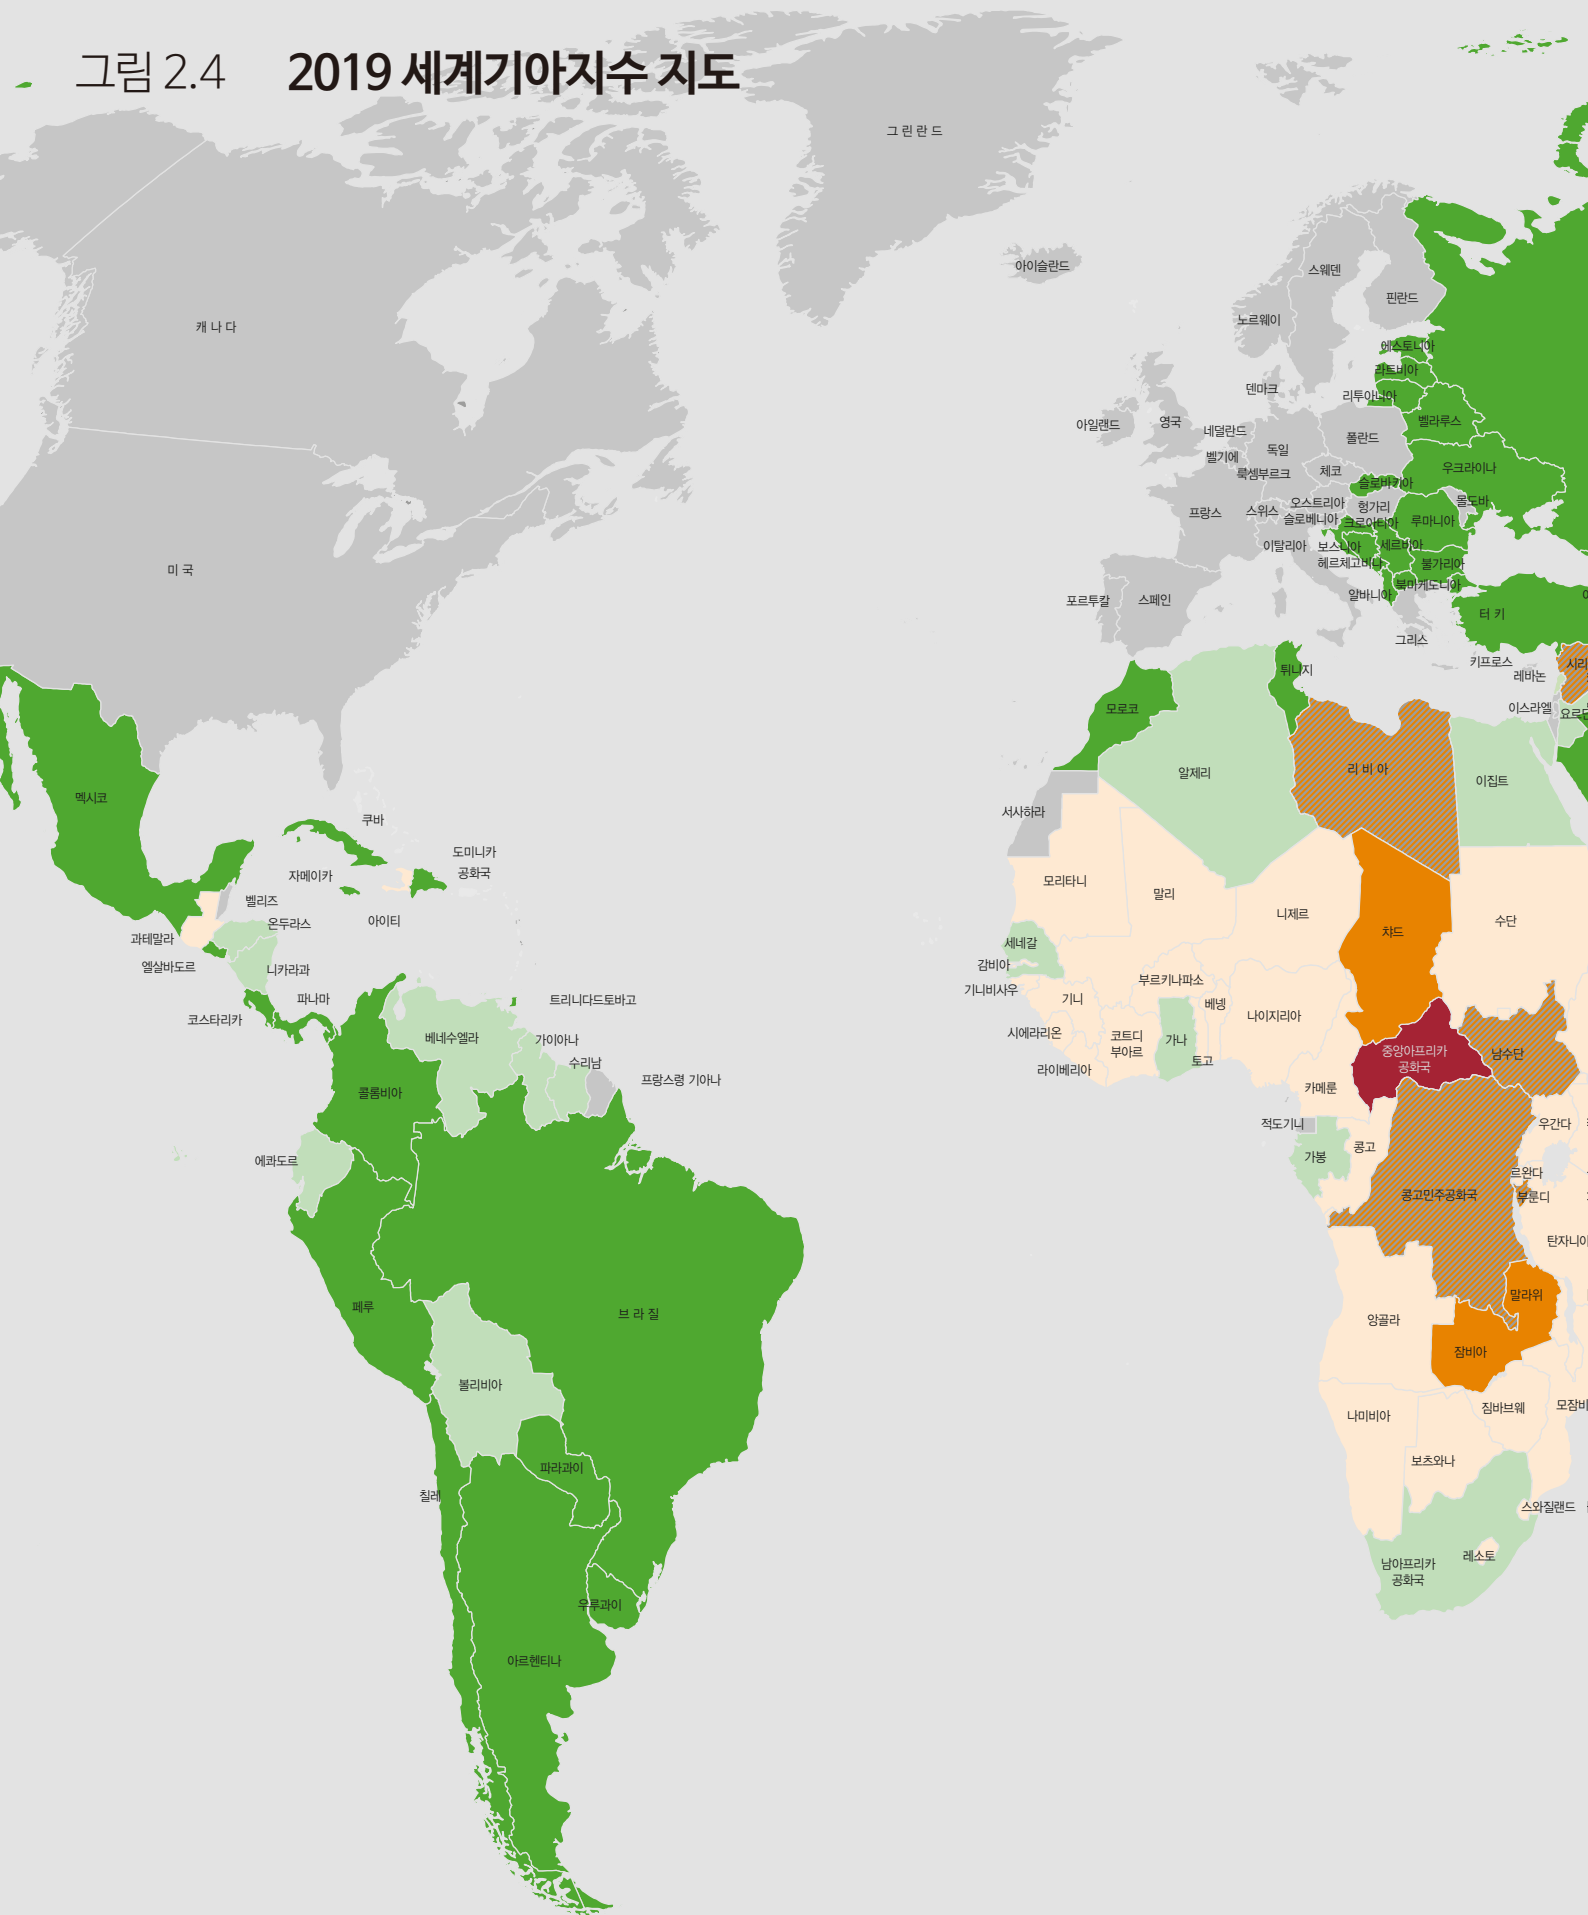 그림 2.4 2019 세계기아지수 지도
그린란드
아이슬란드
스웨덴
핀란드
노르웨이
캐나다
에스토니아
라트비아
덴마크
리투아니아
아일랜드
영국
벨라루스
네덜란드
독일
폴란드
벨기에
룩셈부르크
체코
우크라이나
슬로바키아
프랑스
스위스
오스트리아
헝가리
몰도바
슬로베니아
크로아티아
루마니아
이탈리아
보스니아
헤르체고비나
세르비아
불가리아
미국
포르투칼
스페인
알바니아
북마케도니아
터키
그리스
키프로스
레바논
튀니지
모로코
이스라엘
알제리
리비아
이집트
멕시코
서사하라
쿠바
도미니카
공화국
자메이카
벨리즈
온두라스
아이티
과테말라
엘살바도르
니카라과
파나마
코스타리카
트리니다드토바고
모리타니
말리
니제르
챠드
수단
세네갈
감비아
기니비사우
기니
부르키나파소
베넹
나이지리아
시에라리온
코트디
부아르
가나
토고
라이베리아
중앙아프리카
공화국
남수단
카메룬
베네수엘라
가이아나
수리남
프랑스령 기아나
콜롬비아
에콰도르
적도기니
가봉
콩고
우간다
르완다
부룬디
콩고민주공화국
페루
브라질
말라위
앙골라
잠비아
볼리비아
나미비아
짐바브웨
보츠와나
파라과이
칠레
스와질랜드
남아프리카
공화국
레소토
우루과이
아르헨티나